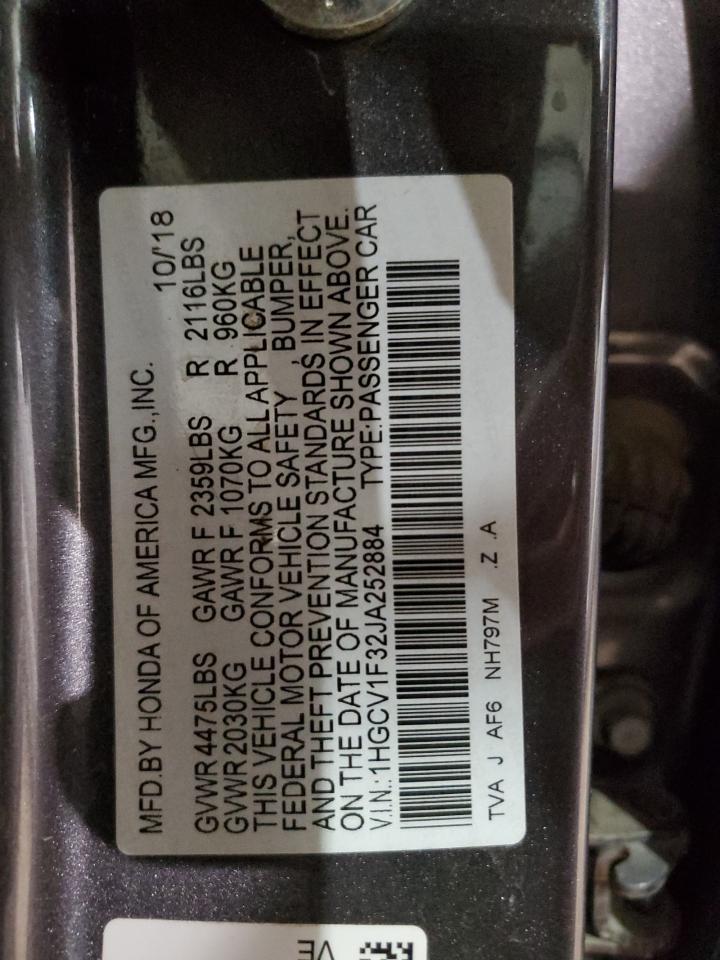 MFD.BY HONDA OF AMERICA MFG.,INC. 10/'18
GVWR 4475LBS GAWR F 2359LBS R 2116LBS
GVWR 2030KG GAWR F 1070KG R 960KG
THIS VEHICLE CONFORMS TO ALL APPLICABLE
FEDERAL MOTOR VEHICLE SAFETY , BUMPER,
AND THEFT PREVENTION STANDARDS IN EFFECT
ON THE DATE OF MANUFACTURE SHOWN ABOVE.
V.I.N.:1HGCV1F32JA252884 TYPE:PASSENGER CAR
TVA J AF6 NH797M .Z .A
VE